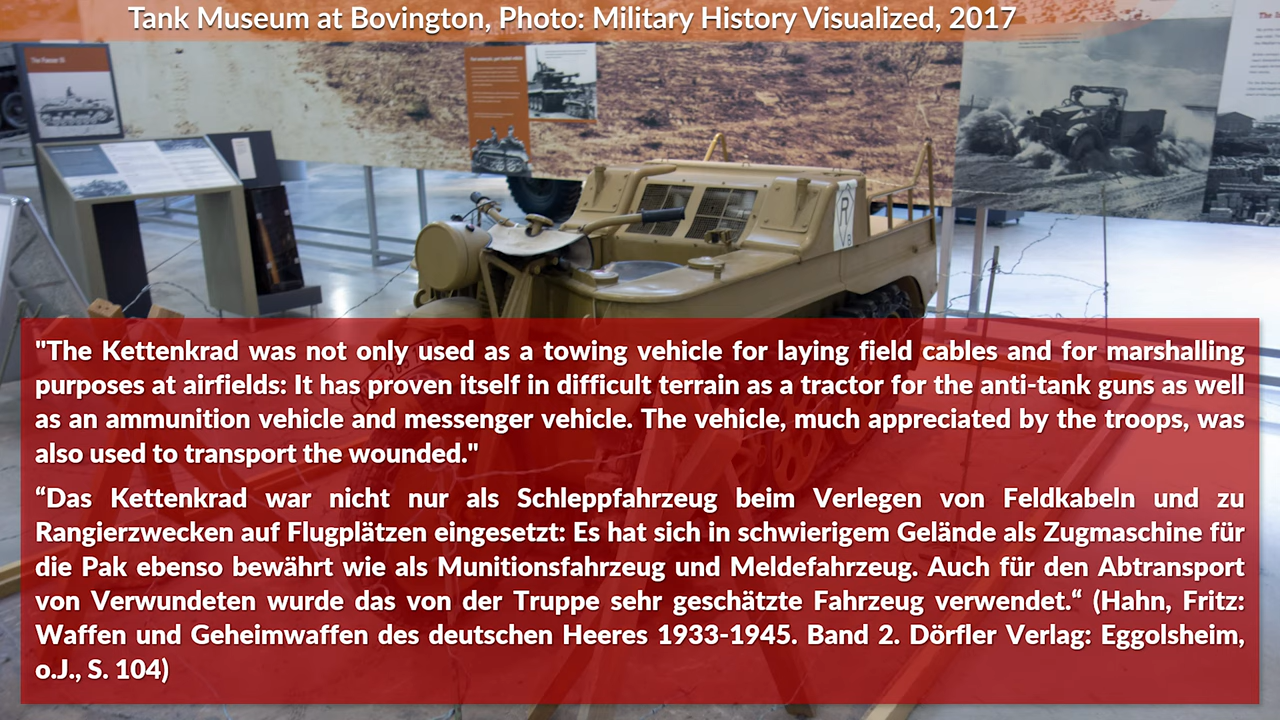 Tank Museum at Bovington, Photo: Military History Visualized, 2017
The Panzer III
R
"The Kettenkrad was not only used as a towing vehicle for laying field cables and for marshalling
purposes at airfields: It has proven itself in difficult terrain as a tractor for the anti-tank guns as well
as an ammunition vehicle and messenger vehicle. The vehicle, much appreciated by the troops, was
also used to transport the wounded."
“Das Kettenkrad war nicht nur als Schleppfahrzeug beim Verlegen von Feldkabeln und zu
Rangierzwecken auf Flugplätzen eingesetzt: Es hat sich in schwierigem Gelände als Zugmaschine für
die Pak ebenso bewährt wie als Munitionsfahrzeug und Meldefahrzeug. Auch für den Abtransport
von Verwundeten wurde das von der Truppe sehr geschätzte Fahrzeug verwendet.“ (Hahn, Fritz:
Waffen und Geheimwaffen des deutschen Heeres 1933-1945. Band 2. Dörfler Verlag: Eggolsheim,
o.J., S. 104)